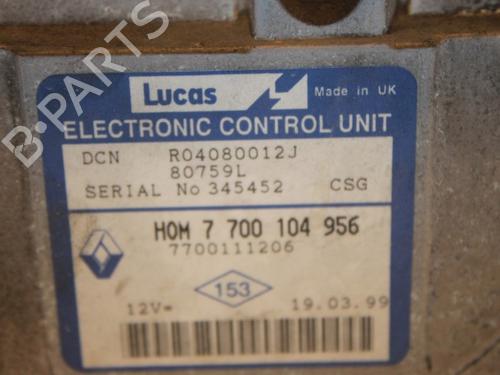 B-PARTS
Lucas Made in UK
ELECTRONIC CONTROL UNIT
DCN R04080012J
80759L
SERIAL No 345452 CSG
HOM 7 700 104 956
7700111206
153
12V= 19.03.99